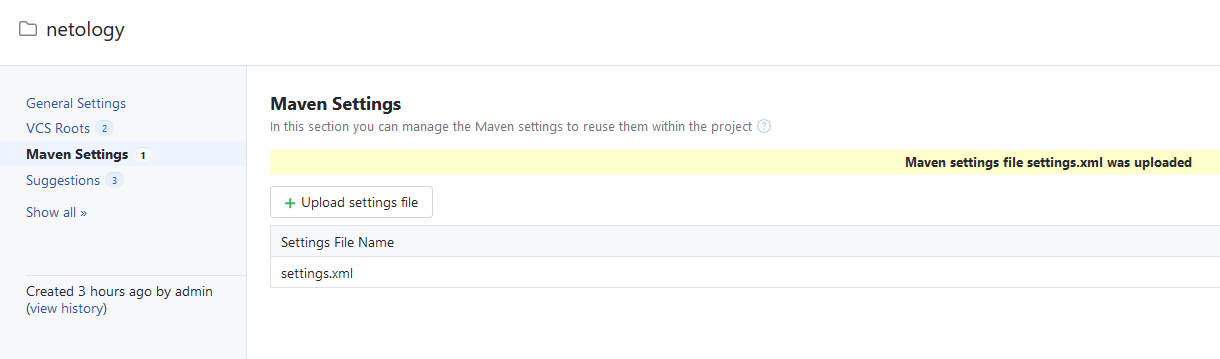 netology
General Settings
VCS Roots 2
Maven Settings 1
Suggestions 3
Show all »
Created 3 hours ago by admin
(view history)
Maven Settings
In this section you can manage the Maven settings to reuse them within the project ?
Maven settings file settings.xml was uploaded
+ Upload settings file
Settings File Name
settings.xml